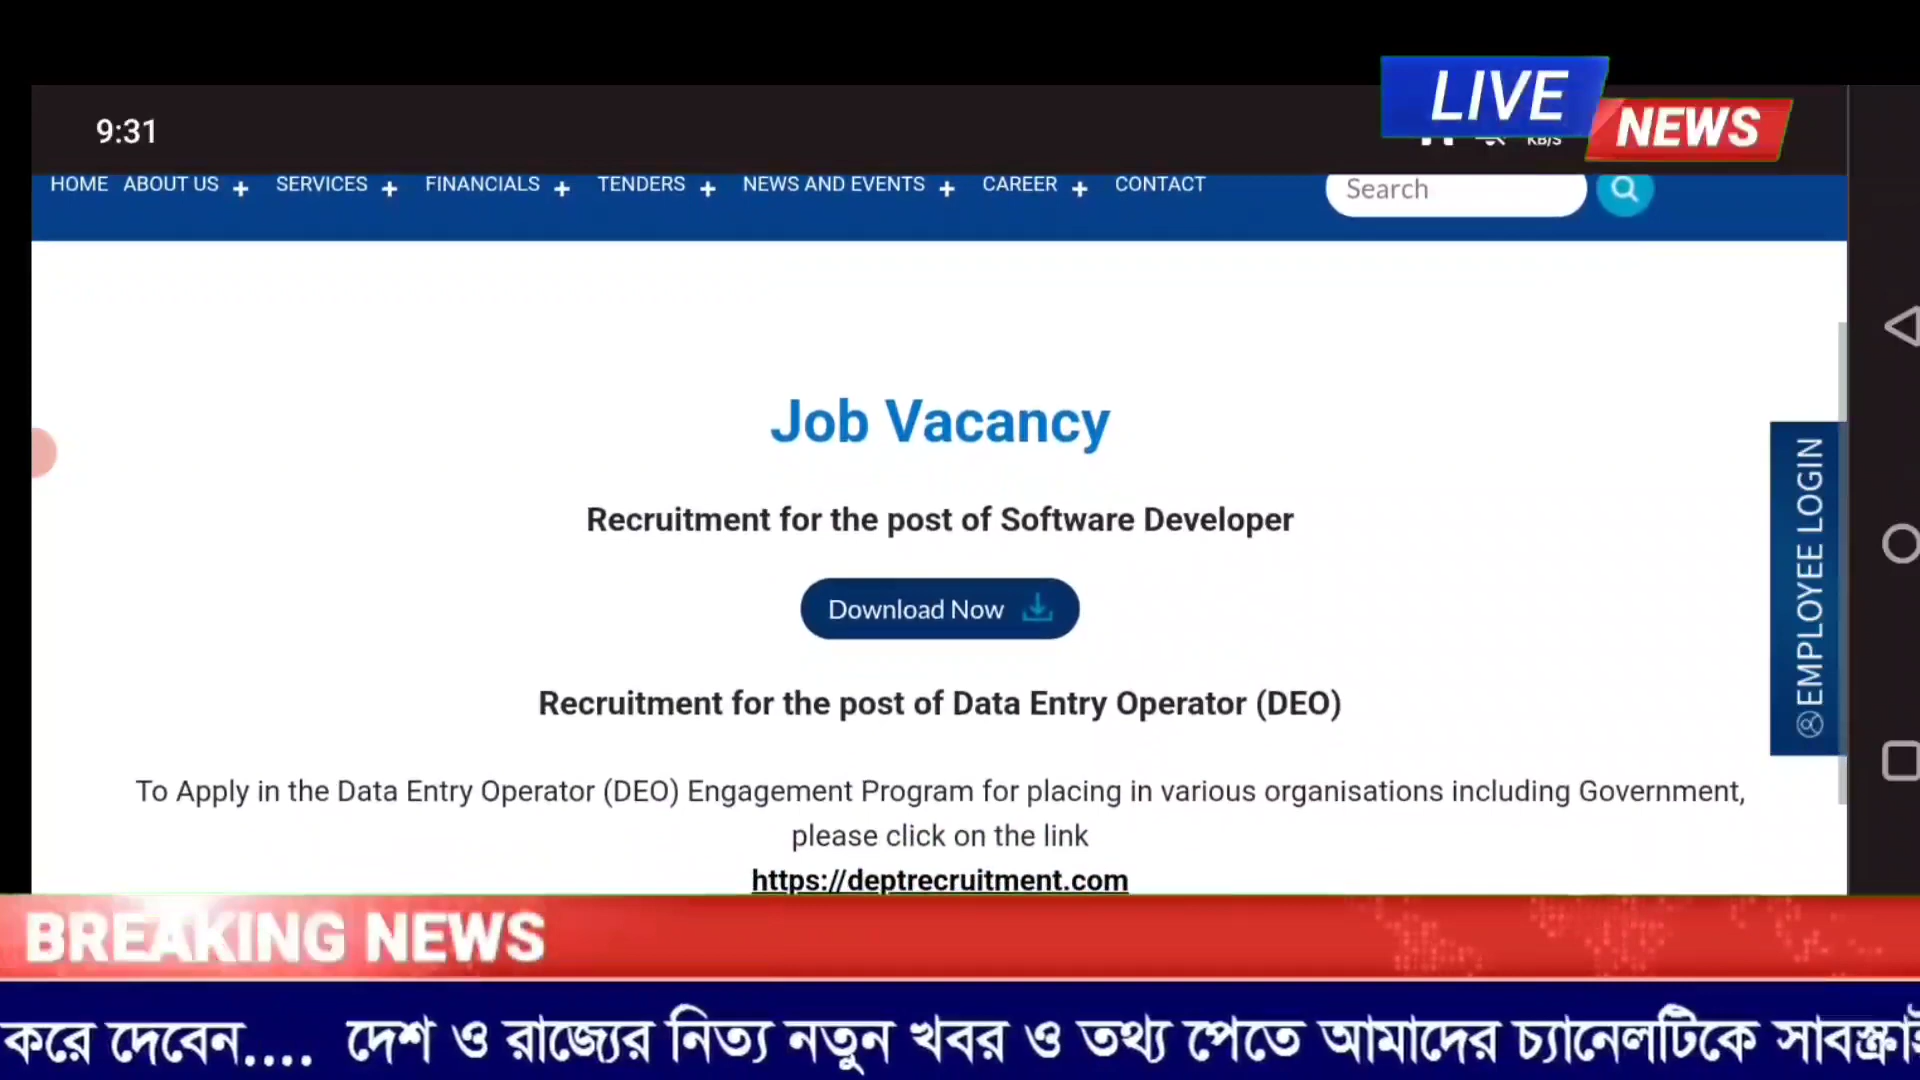 LIVE
NEWS
9:31
KB/S
HOME ABOUT US + SERVICES + FINANCIALS + TENDERS + NEWS AND EVENTS + CAREER + CONTACT
Search
Job Vacancy
Recruitment for the post of Software Developer
Download Now
Recruitment for the post of Data Entry Operator (DEO)
To Apply in the Data Entry Operator (DEO) Engagement Program for placing in various organisations including Government,
please click on the link
https://deptrecruitment.com
EMPLOYEE LOGIN
BREAKING NEWS
করে দেবেন.... দেশ ও রাজ্যের নিত্য নতুন খবর ও তথ্য পেতে আমাদের চ্যানেলটিকে